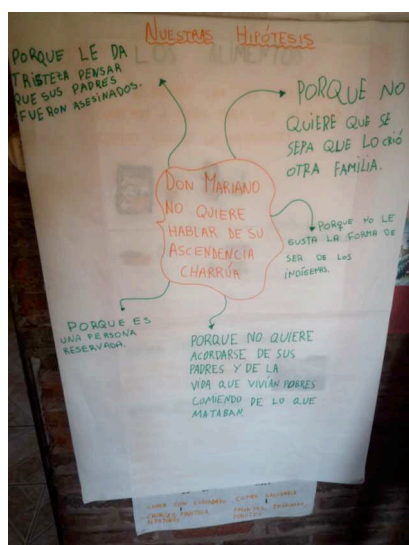 NUESTRAS HIPÓTESIS
PORQUE LE DA
TRISTEZA PENSAR
QUE SUS PADRES
FUERON ASESINADOS.
PORQUE NO
QUIERE QUE SE
SEPA QUE LO CRIÓ
OTRA FAMILIA.
DON MARIANO
NO QUIERE
HABLAR DE SU
ASCENDENCIA
CHARRÚA
PORQUE NO LE
GUSTA LA FORMA DE
SER DE LOS
INDÍGENAS.
PORQUE ES
UNA PERSONA
RESERVADA.
PORQUE NO QUIERE
ACORDARSE DE SUS
PADRES Y DE LA
VIDA QUE VIVÍAN POBRES
COMIENDO DE LO QUE
MATABAN.